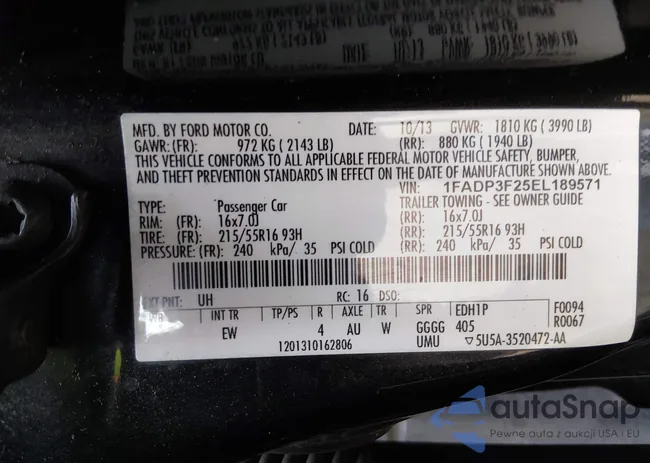 MFD. BY FORD MOTOR CO. DATE: 10/13 GVWR: 1810 KG ( 3990 LB)
GAWR: (FR): 972 KG ( 2143 LB) (RR): 880 KG ( 1940 LB)
THIS VEHICLE CONFORMS TO ALL APPLICABLE FEDERAL MOTOR VEHICLE SAFETY, BUMPER,
AND THEFT PREVENTION STANDARDS IN EFFECT ON THE DATE OF MANUFACTURE SHOWN ABOVE.
VIN: 1FADP3F25EL189571
TYPE: Passenger Car TRAILER TOWING - SEE OWNER GUIDE
RIM: (FR): 16x7.0J (RR): 16x7.0J
TIRE: (FR): 215/55R16 93H (RR): 215/55R16 93H
PRESSURE: (FR): 240 kPa/ 35 PSI COLD (RR): 240 kPa/ 35 PSI COLD
EXT PNT: UH RC: 16 DSO:
WB INT TR TP/PS R AXLE TR SPR EDH1P F0094
EW 4 AU W GGGG 405 R0067
1201310162806 UMU ▽5U5A-3520472-AA
autaSnap
Pewne auta z aukcji USA i EU